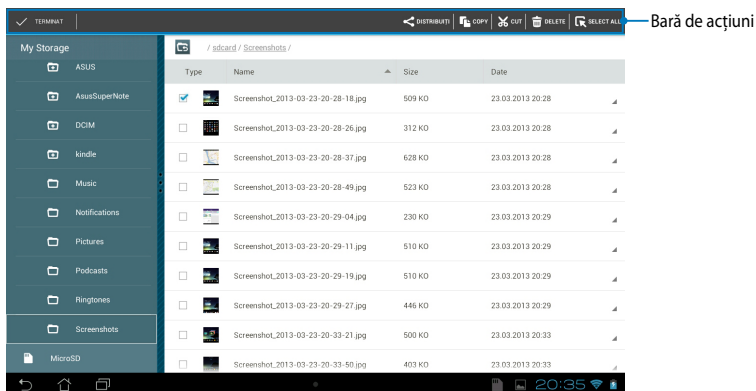 TERMINAT DISTRIBUIȚI COPY CUT DELETE SELECT ALL
Bară de acțiuni
My Storage
ASUS
AsusSuperNote
DCIM
kindle
Music
Notifications
Pictures
Podcasts
Ringtones
Screenshots
MicroSD
/ sdcard / Screenshots /
Type Name Size Date
Screenshot_2013-03-23-20-28-18.jpg 509 KO 23.03.2013 20:28
Screenshot_2013-03-23-20-28-26.jpg 312 KO 23.03.2013 20:28
Screenshot_2013-03-23-20-28-37.jpg 628 KO 23.03.2013 20:28
Screenshot_2013-03-23-20-28-49.jpg 523 KO 23.03.2013 20:28
Screenshot_2013-03-23-20-29-04.jpg 230 KO 23.03.2013 20:29
Screenshot_2013-03-23-20-29-11.jpg 510 KO 23.03.2013 20:29
Screenshot_2013-03-23-20-29-19.jpg 510 KO 23.03.2013 20:29
Screenshot_2013-03-23-20-29-27.jpg 446 KO 23.03.2013 20:29
Screenshot_2013-03-23-20-33-21.jpg 500 KO 23.03.2013 20:33
Screenshot_2013-03-23-20-33-50.jpg 403 KO 23.03.2013 20:33
20:35